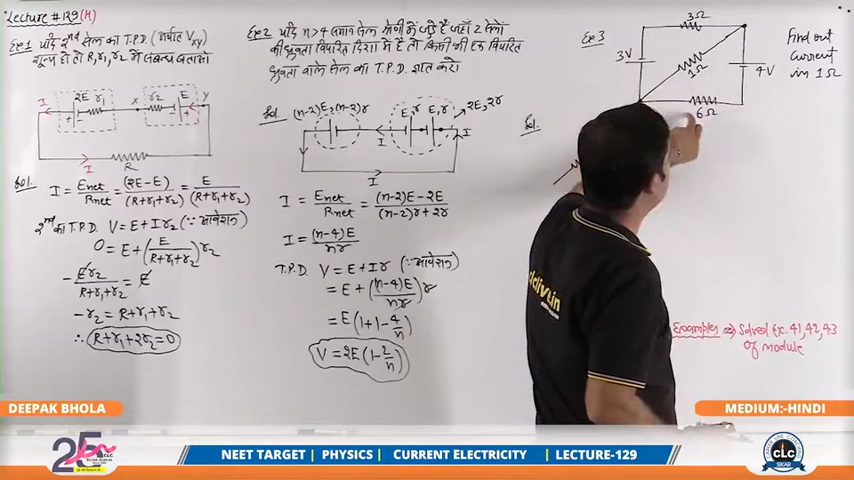 Lecture #129(H)
Ex:1 यदि 2nd सेल का T.P.D (अर्थात Vxy)
शून्य हो तो R,r1,r2 में सम्बन्ध बताओ
2E r1
r2 E
x
y
I
I
R
I
Sol. I = Enet/Rnet = (2E-E)/(R+r1+r2) = E/(R+r1+r2)
2nd का T.P.D. V = E+Ir2 (∵ आवेशन)
0 = E+(E/(R+r1+r2))r2
-Er2/(R+r1+r2) = E
-r2 = R+r1+r2
∴ R+r1+2r2=0
Ex:2 यदि n>4 समान सेल श्रेणी में जुड़े हैं जहाँ 2 सेलों
की ध्रुवता विपरित दिशा में है तो किसी भी एक विपरित
ध्रुवता वाले सेल का T.P.D ज्ञात करो
Sol. (n-2)E,(n-2)r
E,r E,r
2E,2r
I
I
I
I = Enet/Rnet = (n-2)E-2E/(n-2)r+2r
I = (n-4)E/nr
T.P.D. V = E+Ir (∵ आवेशन)
= E+((n-4)E/nr)r
= E(1+1-4/n)
V=2E(1-2/n)
Ex:3
3Ω
3V
1Ω
4V
6Ω
Find out
current
in 1Ω
Sol.
Examples ⇒ Solved Ex. 41,42,43
of module
DEEPAK BHOLA
MEDIUM:-HINDI
25
NEET TARGET | PHYSICS | CURRENT ELECTRICITY | LECTURE-129
CLC
SIKAR